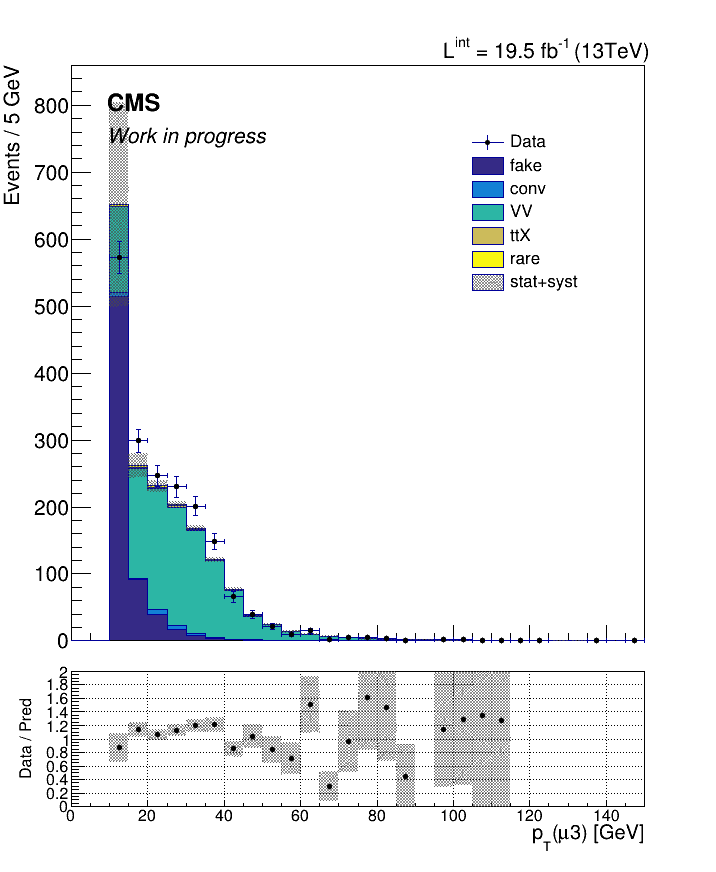 L^int = 19.5 fb^-1 (13TeV)
Events / 5 GeV
CMS
Work in progress
Data
fake
conv
VV
ttX
rare
stat+syst
800
700
600
500
400
300
200
100
0
Data / Pred
2
1.8
1.6
1.4
1.2
1
0.8
0.6
0.4
0.2
0
0 20 40 60 80 100 120 140
p_T(μ3) [GeV]